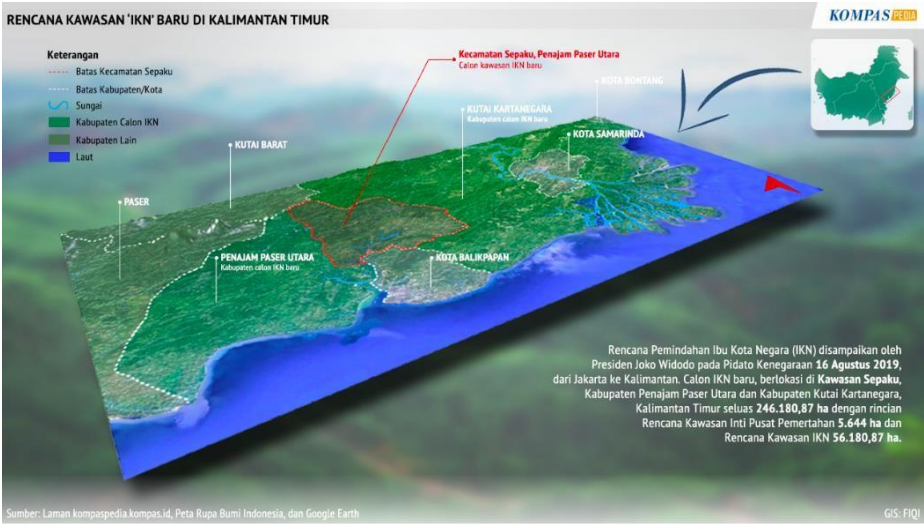 RENCANA KAWASAN 'IKN' BARU DI KALIMANTAN TIMUR
KOMPAS PEDIA
Keterangan
Batas Kecamatan Sepaku
Batas Kabupaten/Kota
Sungai
Kabupaten Calon IKN
Kabupaten Lain
Laut
Kecamatan Sepaku, Penajam Paser Utara
Calon kawasan IKN baru
KOTA BONTANG
KUTAI KARTANEGARA
Kabupaten calon IKN baru
KOTA SAMARINDA
KUTAI BARAT
PASER
PENAJAM PASER UTARA
Kabupaten calon IKN baru
KOTA BALIKPAPAN
Rencana Pemindahan Ibu Kota Negara (IKN) disampaikan oleh
Presiden Joko Widodo pada Pidato Kenegaraan 16 Agustus 2019,
dari Jakarta ke Kalimantan. Calon IKN baru, berlokasi di Kawasan Sepaku,
Kabupaten Penajam Paser Utara dan Kabupaten Kutai Kartanegara,
Kalimantan Timur seluas 246.180,87 ha dengan rincian
Rencana Kawasan Inti Pusat Pemertahan 5.644 ha dan
Rencana Kawasan IKN 56.180,87 ha.
Sumber: Laman kompaspedia.kompas.id, Peta Rupa Bumi Indonesia, dan Google Earth
GIS: FIQI